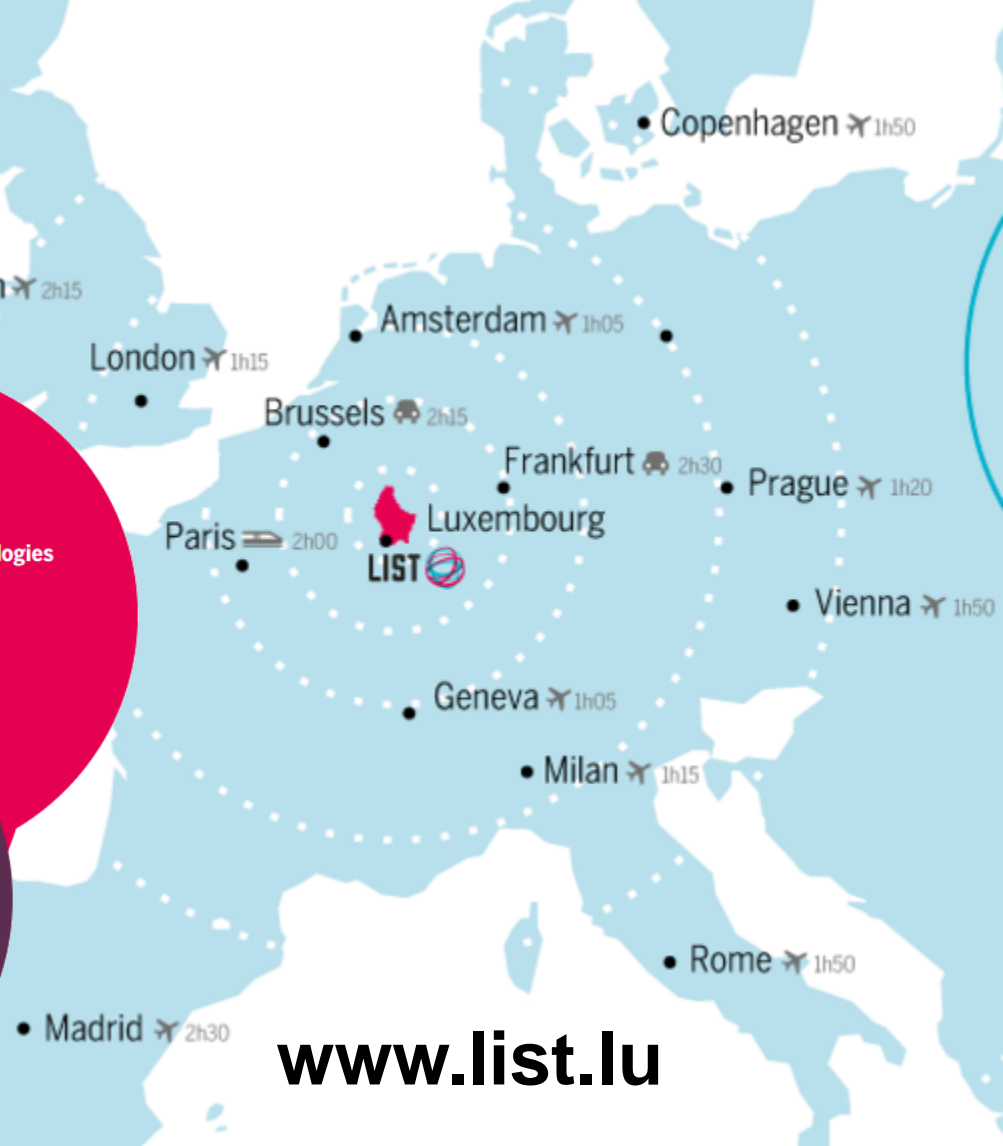 Copenhagen 1h50
2h15
Amsterdam 1h05
London 1h15
Brussels 2h15
Frankfurt 2h30
Prague 1h20
Luxembourg
Paris 2h00
logies
LIST
Vienna 1h50
Geneva 1h05
Milan 1h15
Rome 1h50
Madrid 2h30
www.list.lu